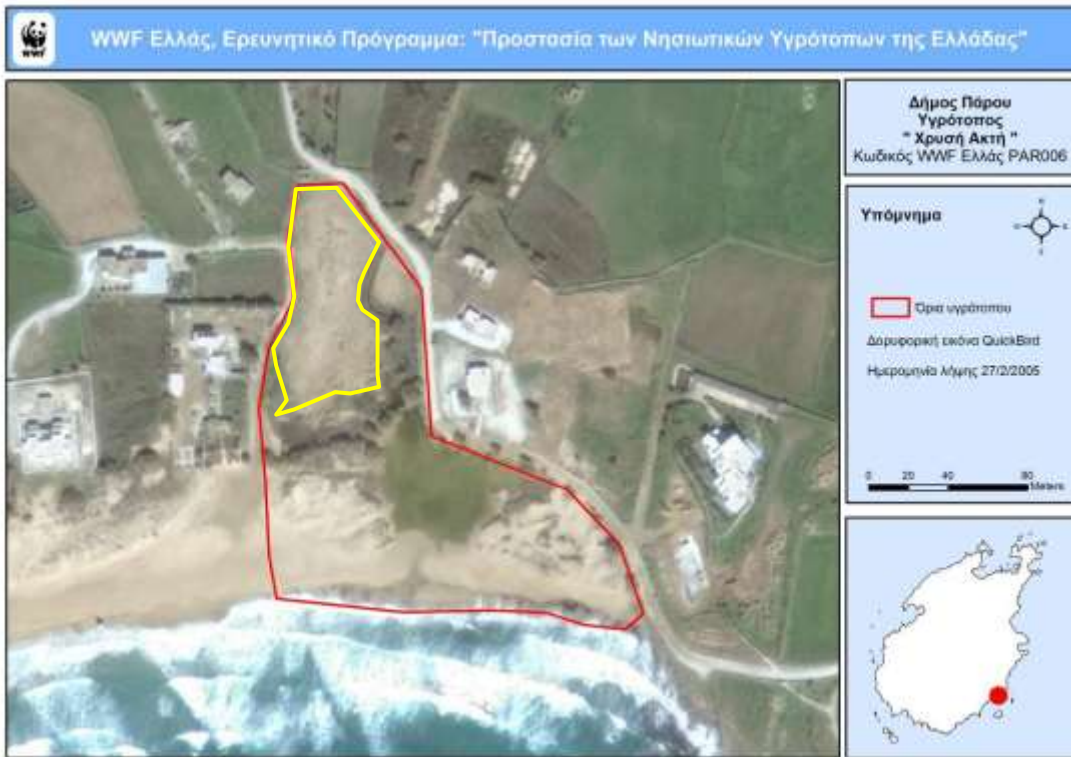 WWF
WWF Ελλάς, Ερευνητικό Πρόγραμμα: "Προστασία των Νησιωτικών Υγρότοπων της Ελλάδας"
Δήμος Πάρου
Υγρότοπος
" Χρυσή Ακτή "
Κωδικός WWF Ελλάς PAR006
Υπόμνημα
Όρια υγρότοπου
Δορυφορική εικόνα QuickBird
Ημερομηνία λήψης 27/2/2005
0 20 40 80
Meters